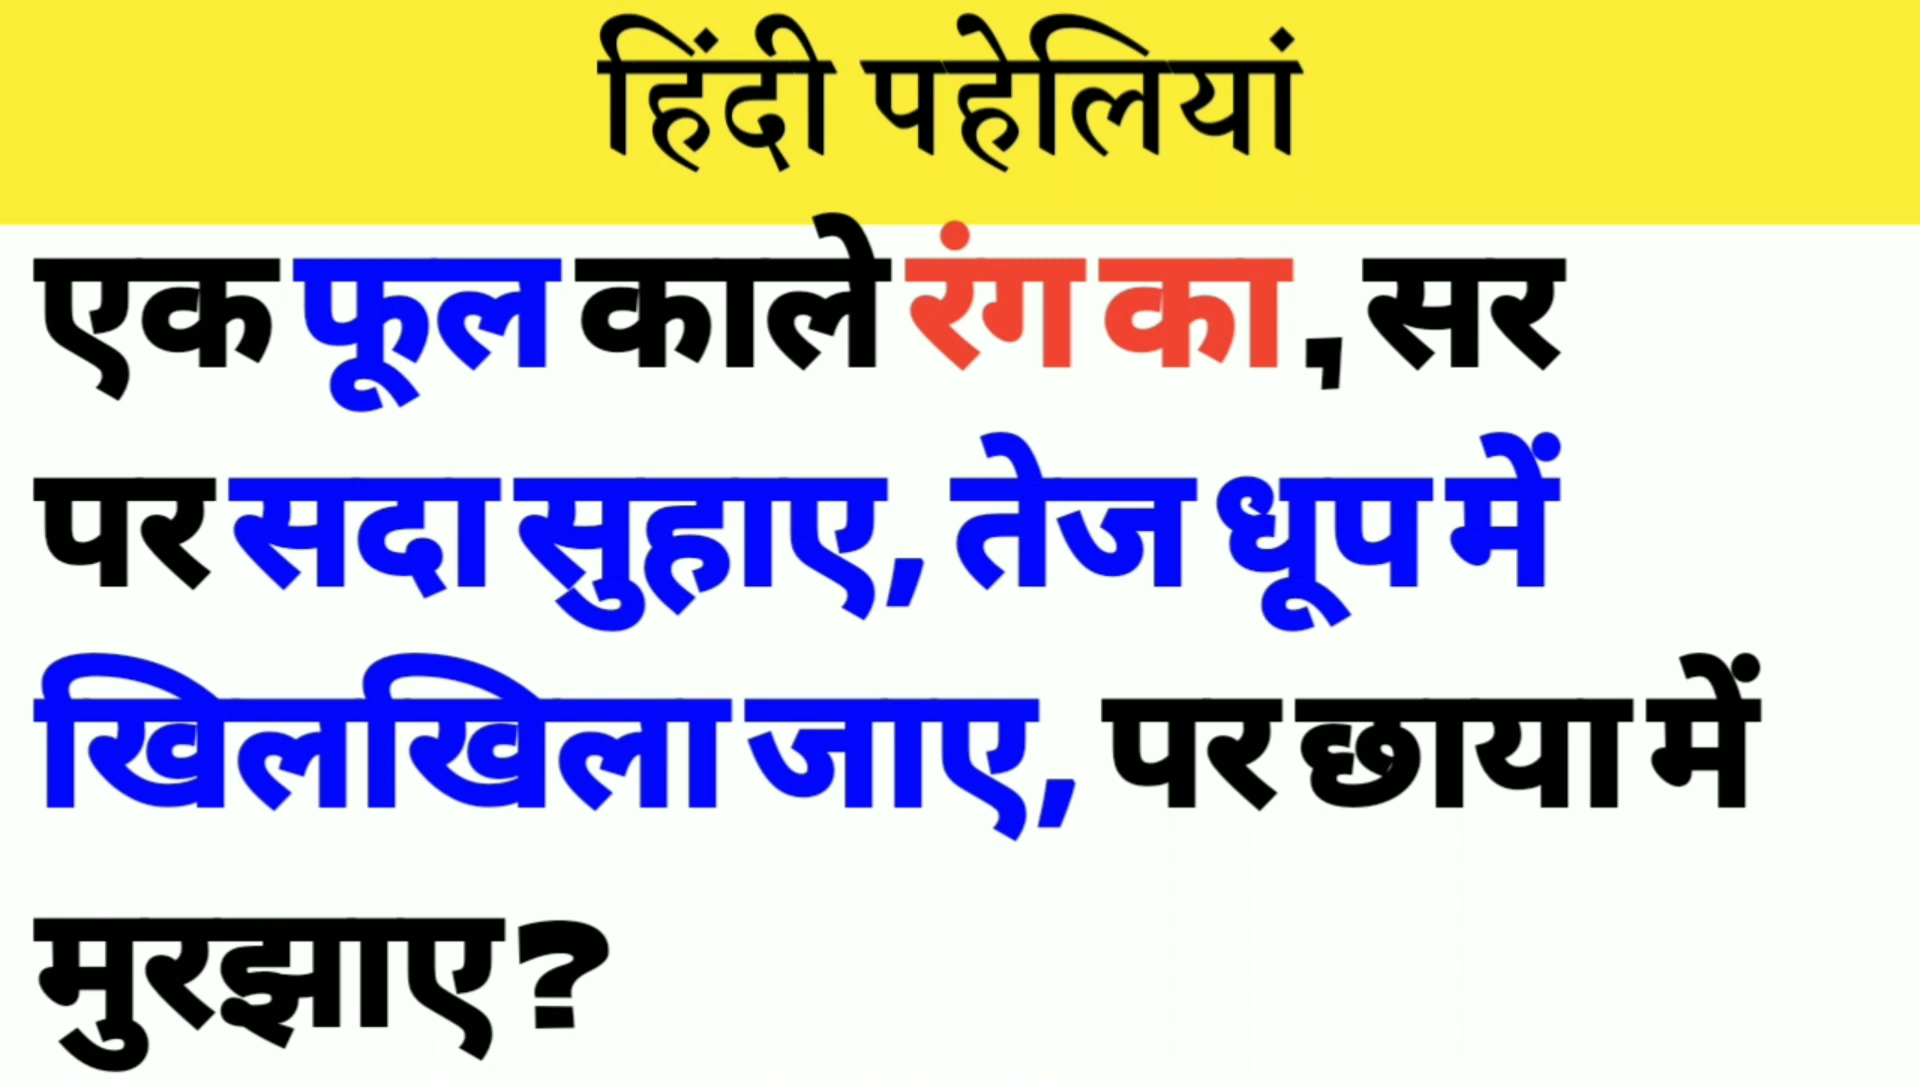 हिंदी पहेलियां
एक फूल काले रंग का, सर
पर सदा सुहाए, तेज धूप में
खिलखिला जाए, पर छाया में
मुरझाए?